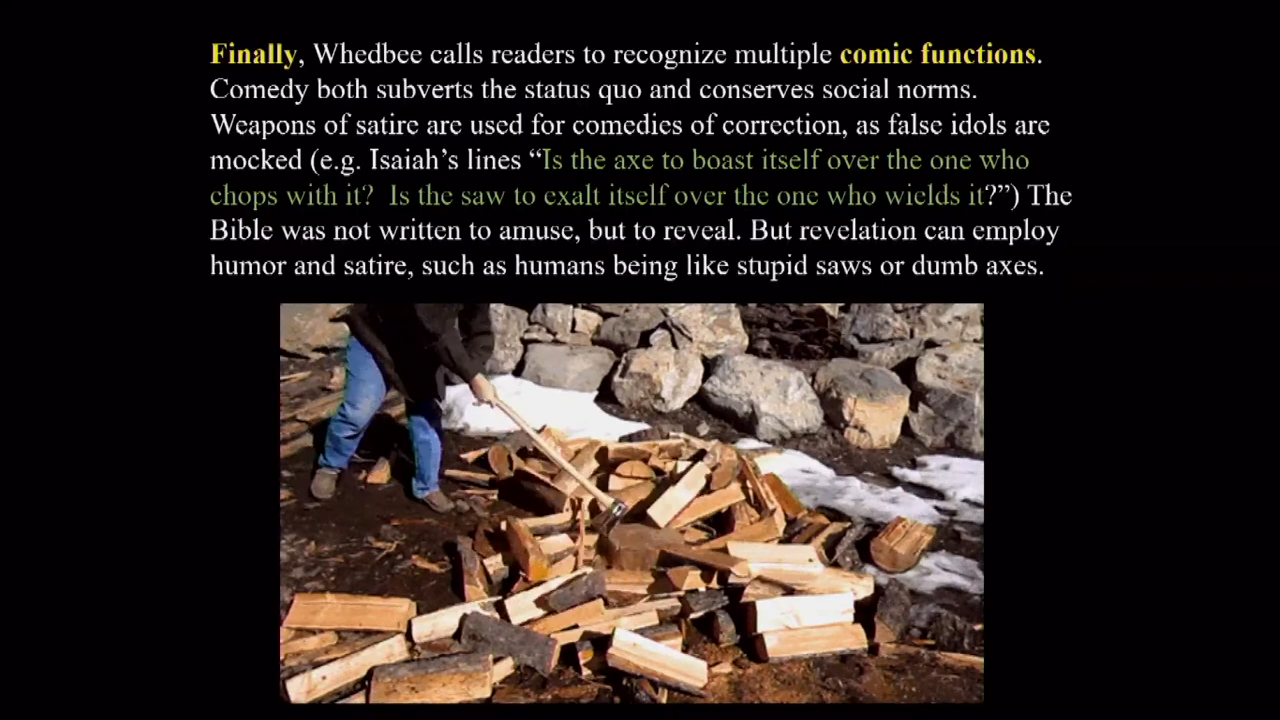 Finally, Whedbee calls readers to recognize multiple comic functions.
Comedy both subverts the status quo and conserves social norms.
Weapons of satire are used for comedies of correction, as false idols are
mocked (e.g. Isaiah’s lines “Is the axe to boast itself over the one who
chops with it?  Is the saw to exalt itself over the one who wields it?”) The
Bible was not written to amuse, but to reveal. But revelation can employ
humor and satire, such as humans being like stupid saws or dumb axes.